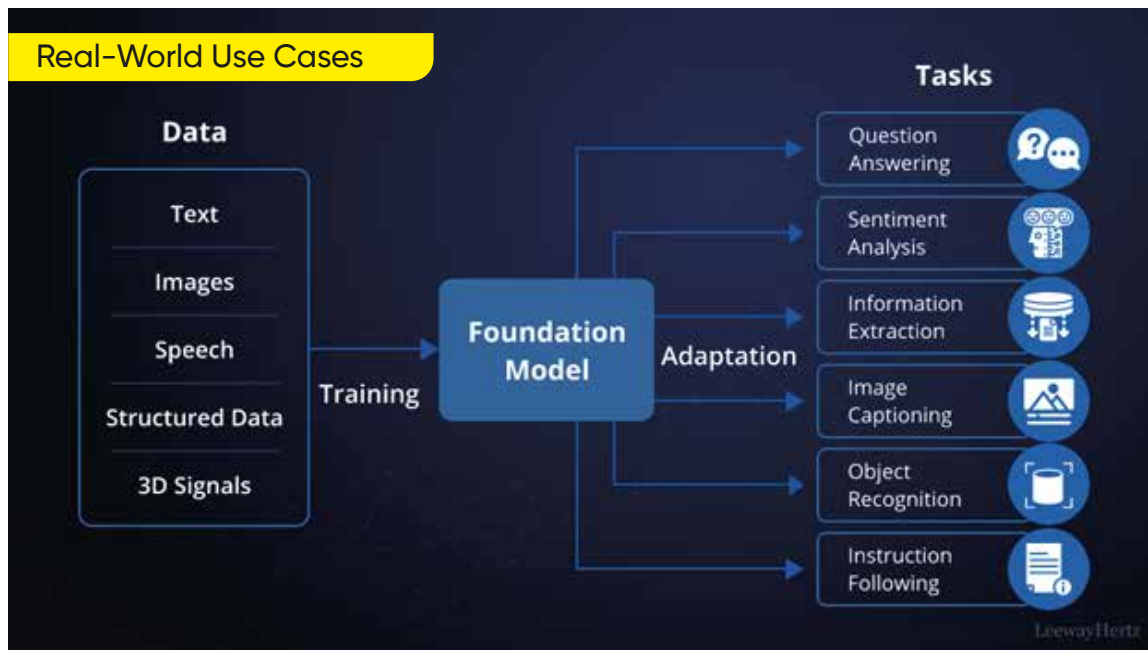 Real-World Use Cases
Data
Text
Images
Speech
Structured Data
3D Signals
Training
Foundation
Model
Adaptation
Tasks
Question
Answering
Sentiment
Analysis
Information
Extraction
Image
Captioning
Object
Recognition
Instruction
Following
LeewayHertz